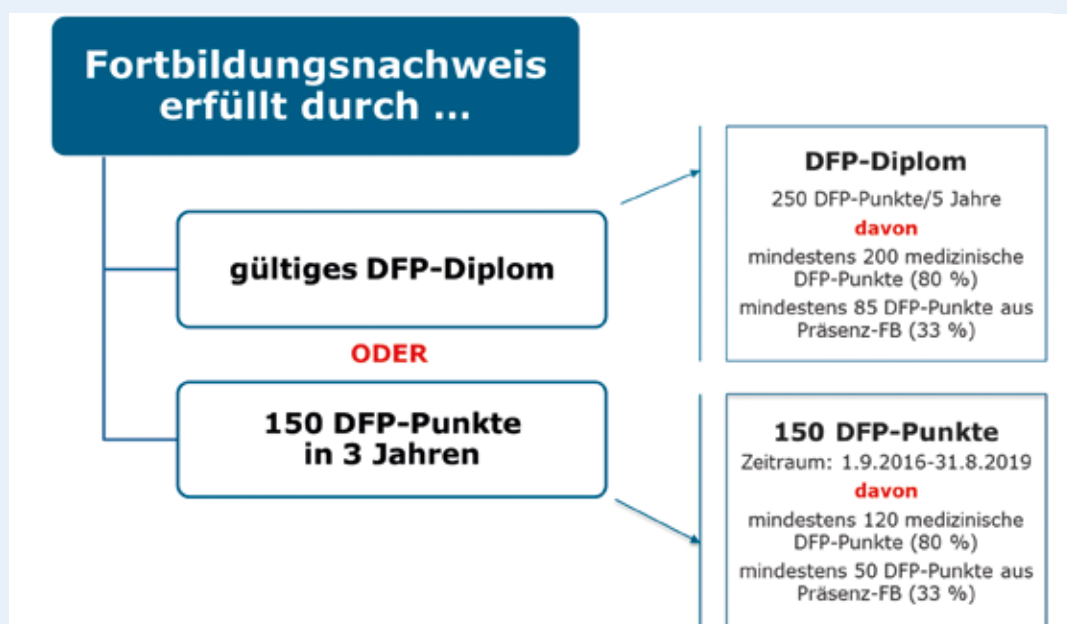 Fortbildungsnachweis
erfüllt durch ...
gültiges DFP-Diplom
ODER
150 DFP-Punkte
in 3 Jahren
DFP-Diplom
250 DFP-Punkte/5 Jahre
davon
mindestens 200 medizinische
DFP-Punkte (80 %)
mindestens 85 DFP-Punkte aus
Präsenz-FB (33 %)
150 DFP-Punkte
Zeitraum: 1.9.2016-31.8.2019
davon
mindestens 120 medizinische
DFP-Punkte (80 %)
mindestens 50 DFP-Punkte aus
Präsenz-FB (33 %)